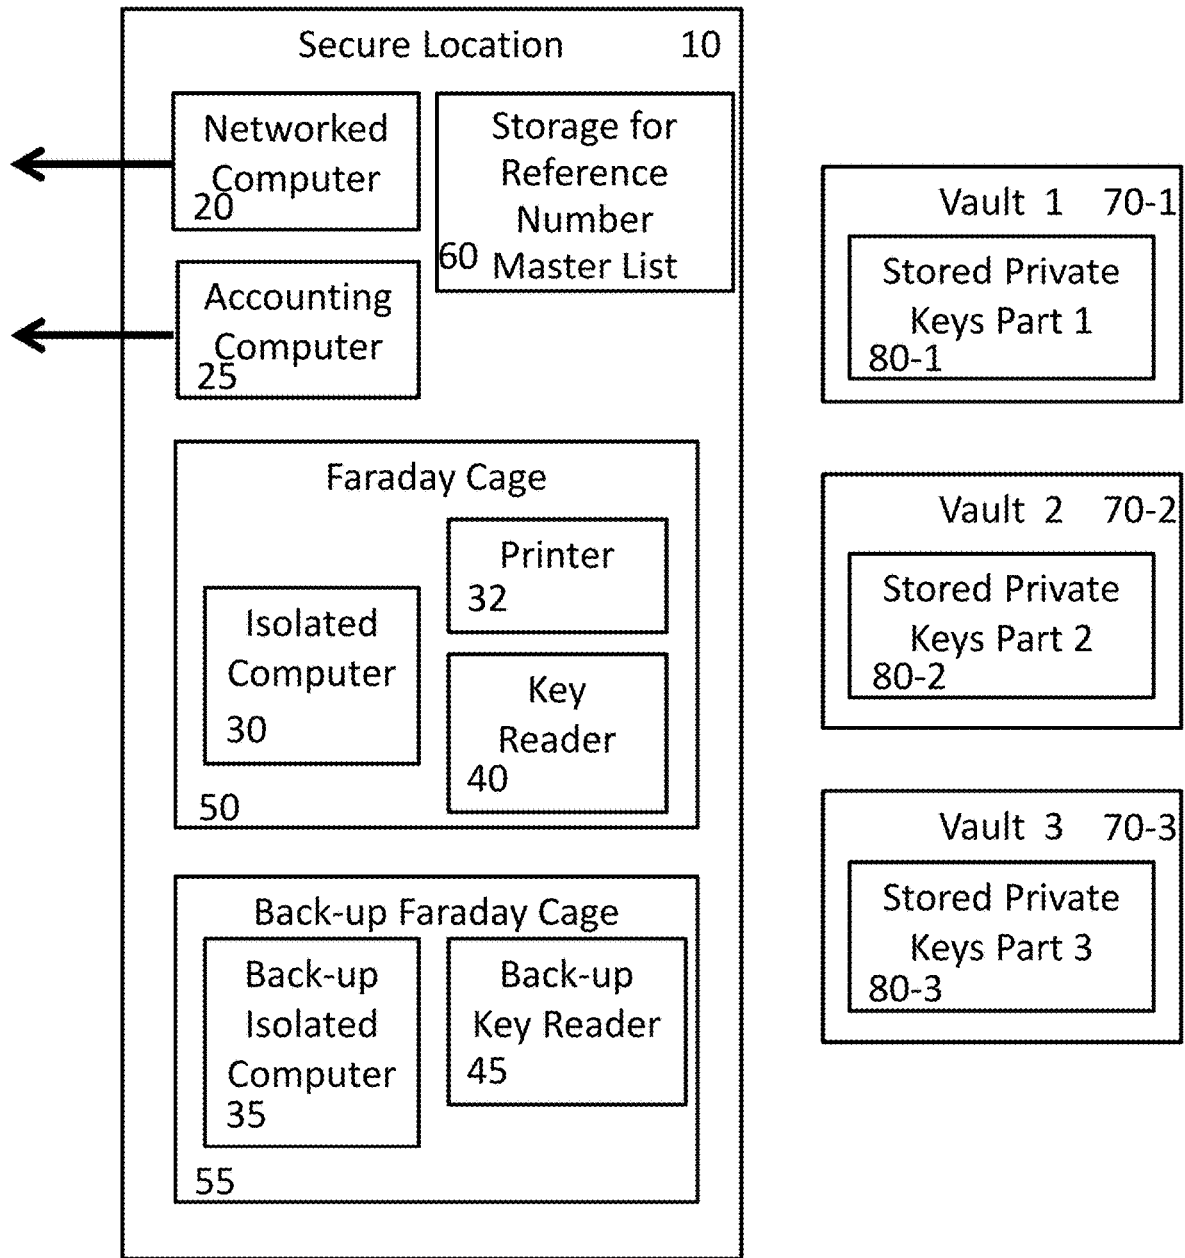 Secure Location 10
Networked
Computer
20
Storage for
Reference
Number
Master List
60
Accounting
Computer
25
Faraday Cage
Printer
32
Isolated
Computer
30
Key
Reader
40
50
Back-up Faraday Cage
Back-up
Isolated
Computer
35
Back-up
Key Reader
45
55
Vault 1 70-1
Stored Private
Keys Part 1
80-1
Vault 2 70-2
Stored Private
Keys Part 2
80-2
Vault 3 70-3
Stored Private
Keys Part 3
80-3